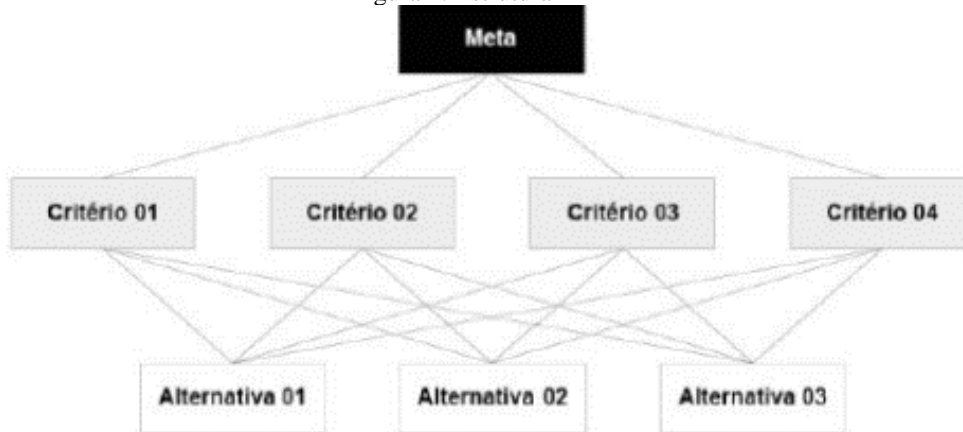 Meta
Critério 01
Critério 02
Critério 03
Critério 04
Alternativa 01
Alternativa 02
Alternativa 03